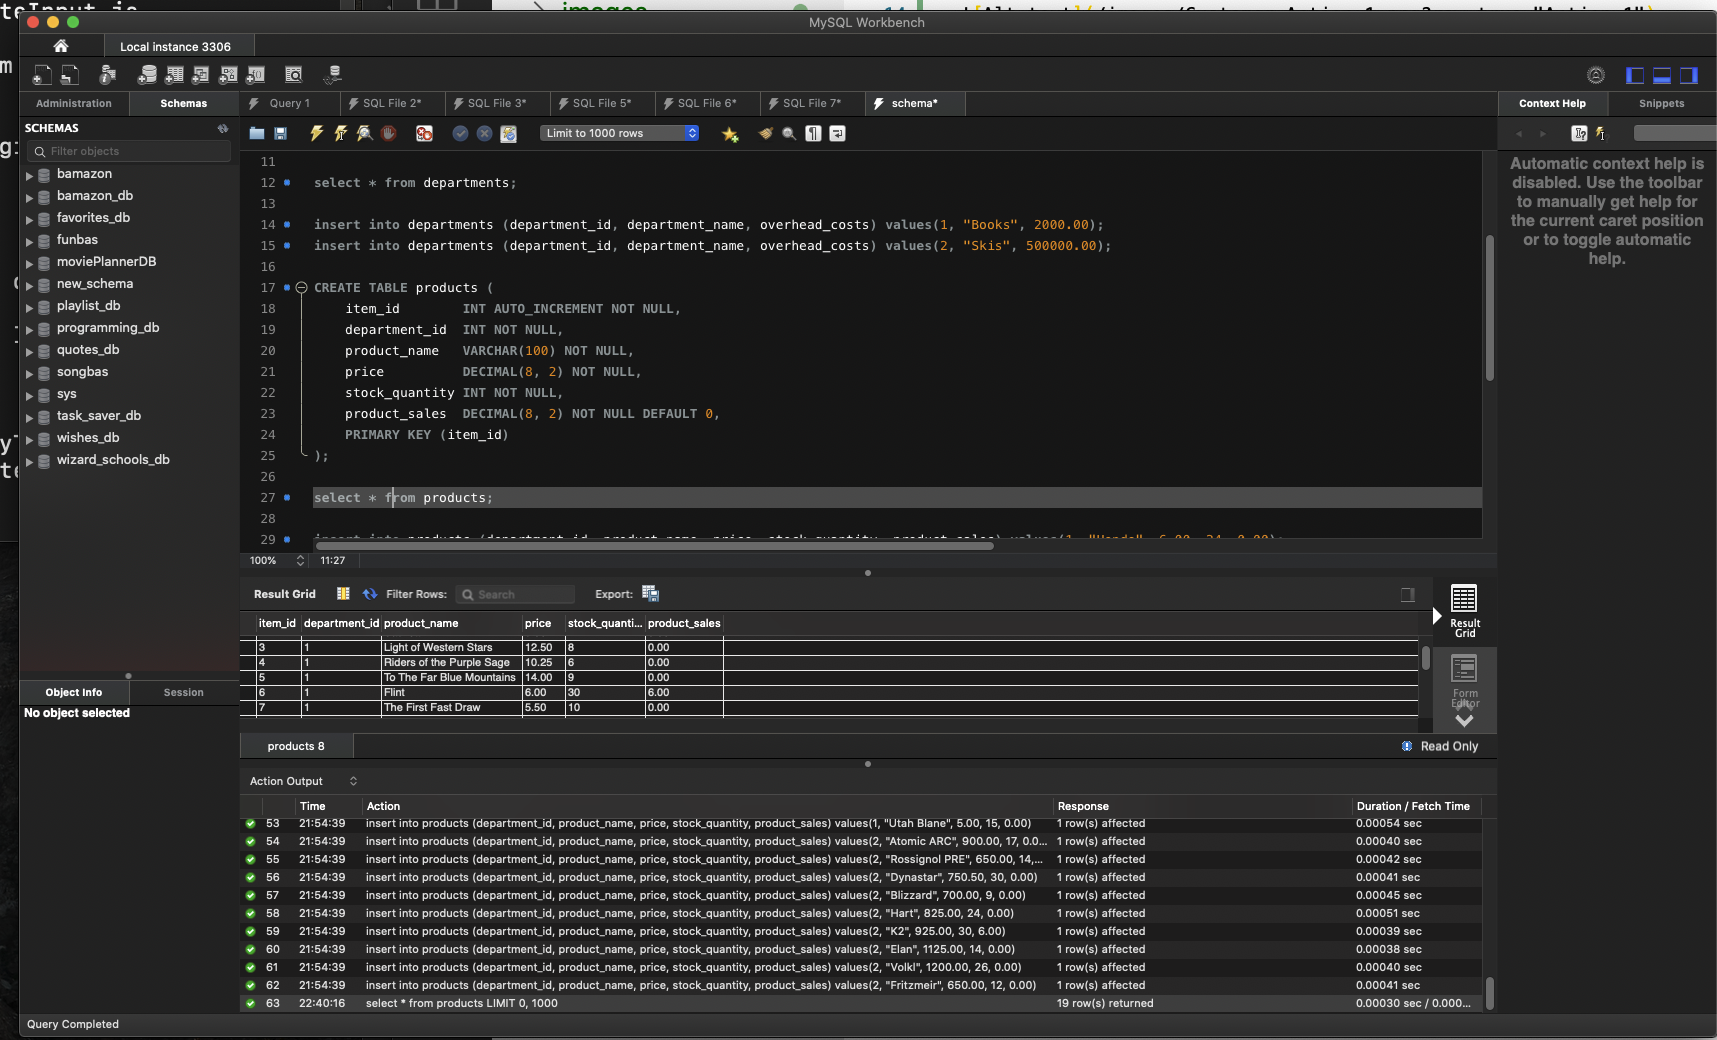 MySQL Workbench
Local instance 3306
Administration
Schemas
Query 1
SQL File 2*
SQL File 3*
SQL File 5*
SQL File 6*
SQL File 7*
schema*
Context Help
Snippets
SCHEMAS
Filter objects
bamazon
bamazon_db
favorites_db
funbas
moviePlannerDB
new_schema
playlist_db
programming_db
quotes_db
songbas
sys
task_saver_db
wishes_db
wizard_schools_db
Object Info
Session
No object selected
Limit to 1000 rows
11
12 select * from departments;
13
14 insert into departments (department_id, department_name, overhead_costs) values(1, "Books", 2000.00);
15 insert into departments (department_id, department_name, overhead_costs) values(2, "Skis", 500000.00);
16
17 CREATE TABLE products (
18 item_id INT AUTO_INCREMENT NOT NULL,
19 department_id INT NOT NULL,
20 product_name VARCHAR(100) NOT NULL,
21 price DECIMAL(8, 2) NOT NULL,
22 stock_quantity INT NOT NULL,
23 product_sales DECIMAL(8, 2) NOT NULL DEFAULT 0,
24 PRIMARY KEY (item_id)
25 );
26
27 select * from products;
28
29
100% 11:27
Automatic context help is
disabled. Use the toolbar
to manually get help for
the current caret position
or to toggle automatic
help.
Result Grid Filter Rows: Search Export:
item_id department_id product_name price stock_quanti... product_sales
3 1 Light of Western Stars 12.50 8 0.00
4 1 Riders of the Purple Sage 10.25 6 0.00
5 1 To The Far Blue Mountains 14.00 9 0.00
6 1 Flint 6.00 30 6.00
7 1 The First Fast Draw 5.50 10 0.00
Result
Grid
Form
Editor
products 8
Read Only
Action Output
Time Action Response Duration / Fetch Time
53 21:54:39 insert into products (department_id, product_name, price, stock_quantity, product_sales) values(1, "Utah Blane", 5.00, 15, 0.00) 1 row(s) affected 0.00054 sec
54 21:54:39 insert into products (department_id, product_name, price, stock_quantity, product_sales) values(2, "Atomic ARC", 900.00, 17, 0.0... 1 row(s) affected 0.00040 sec
55 21:54:39 insert into products (department_id, product_name, price, stock_quantity, product_sales) values(2, "Rossignol PRE", 650.00, 14,... 1 row(s) affected 0.00042 sec
56 21:54:39 insert into products (department_id, product_name, price, stock_quantity, product_sales) values(2, "Dynastar", 750.50, 30, 0.00) 1 row(s) affected 0.00041 sec
57 21:54:39 insert into products (department_id, product_name, price, stock_quantity, product_sales) values(2, "Blizzard", 700.00, 9, 0.00) 1 row(s) affected 0.00045 sec
58 21:54:39 insert into products (department_id, product_name, price, stock_quantity, product_sales) values(2, "Hart", 825.00, 24, 0.00) 1 row(s) affected 0.00051 sec
59 21:54:39 insert into products (department_id, product_name, price, stock_quantity, product_sales) values(2, "K2", 925.00, 30, 6.00) 1 row(s) affected 0.00039 sec
60 21:54:39 insert into products (department_id, product_name, price, stock_quantity, product_sales) values(2, "Elan", 1125.00, 14, 0.00) 1 row(s) affected 0.00038 sec
61 21:54:39 insert into products (department_id, product_name, price, stock_quantity, product_sales) values(2, "Volkl", 1200.00, 26, 0.00) 1 row(s) affected 0.00040 sec
62 21:54:39 insert into products (department_id, product_name, price, stock_quantity, product_sales) values(2, "Fritzmeir", 650.00, 12, 0.00) 1 row(s) affected 0.00041 sec
63 22:40:16 select * from products LIMIT 0, 1000 19 row(s) returned 0.00030 sec / 0.000...
Query Completed